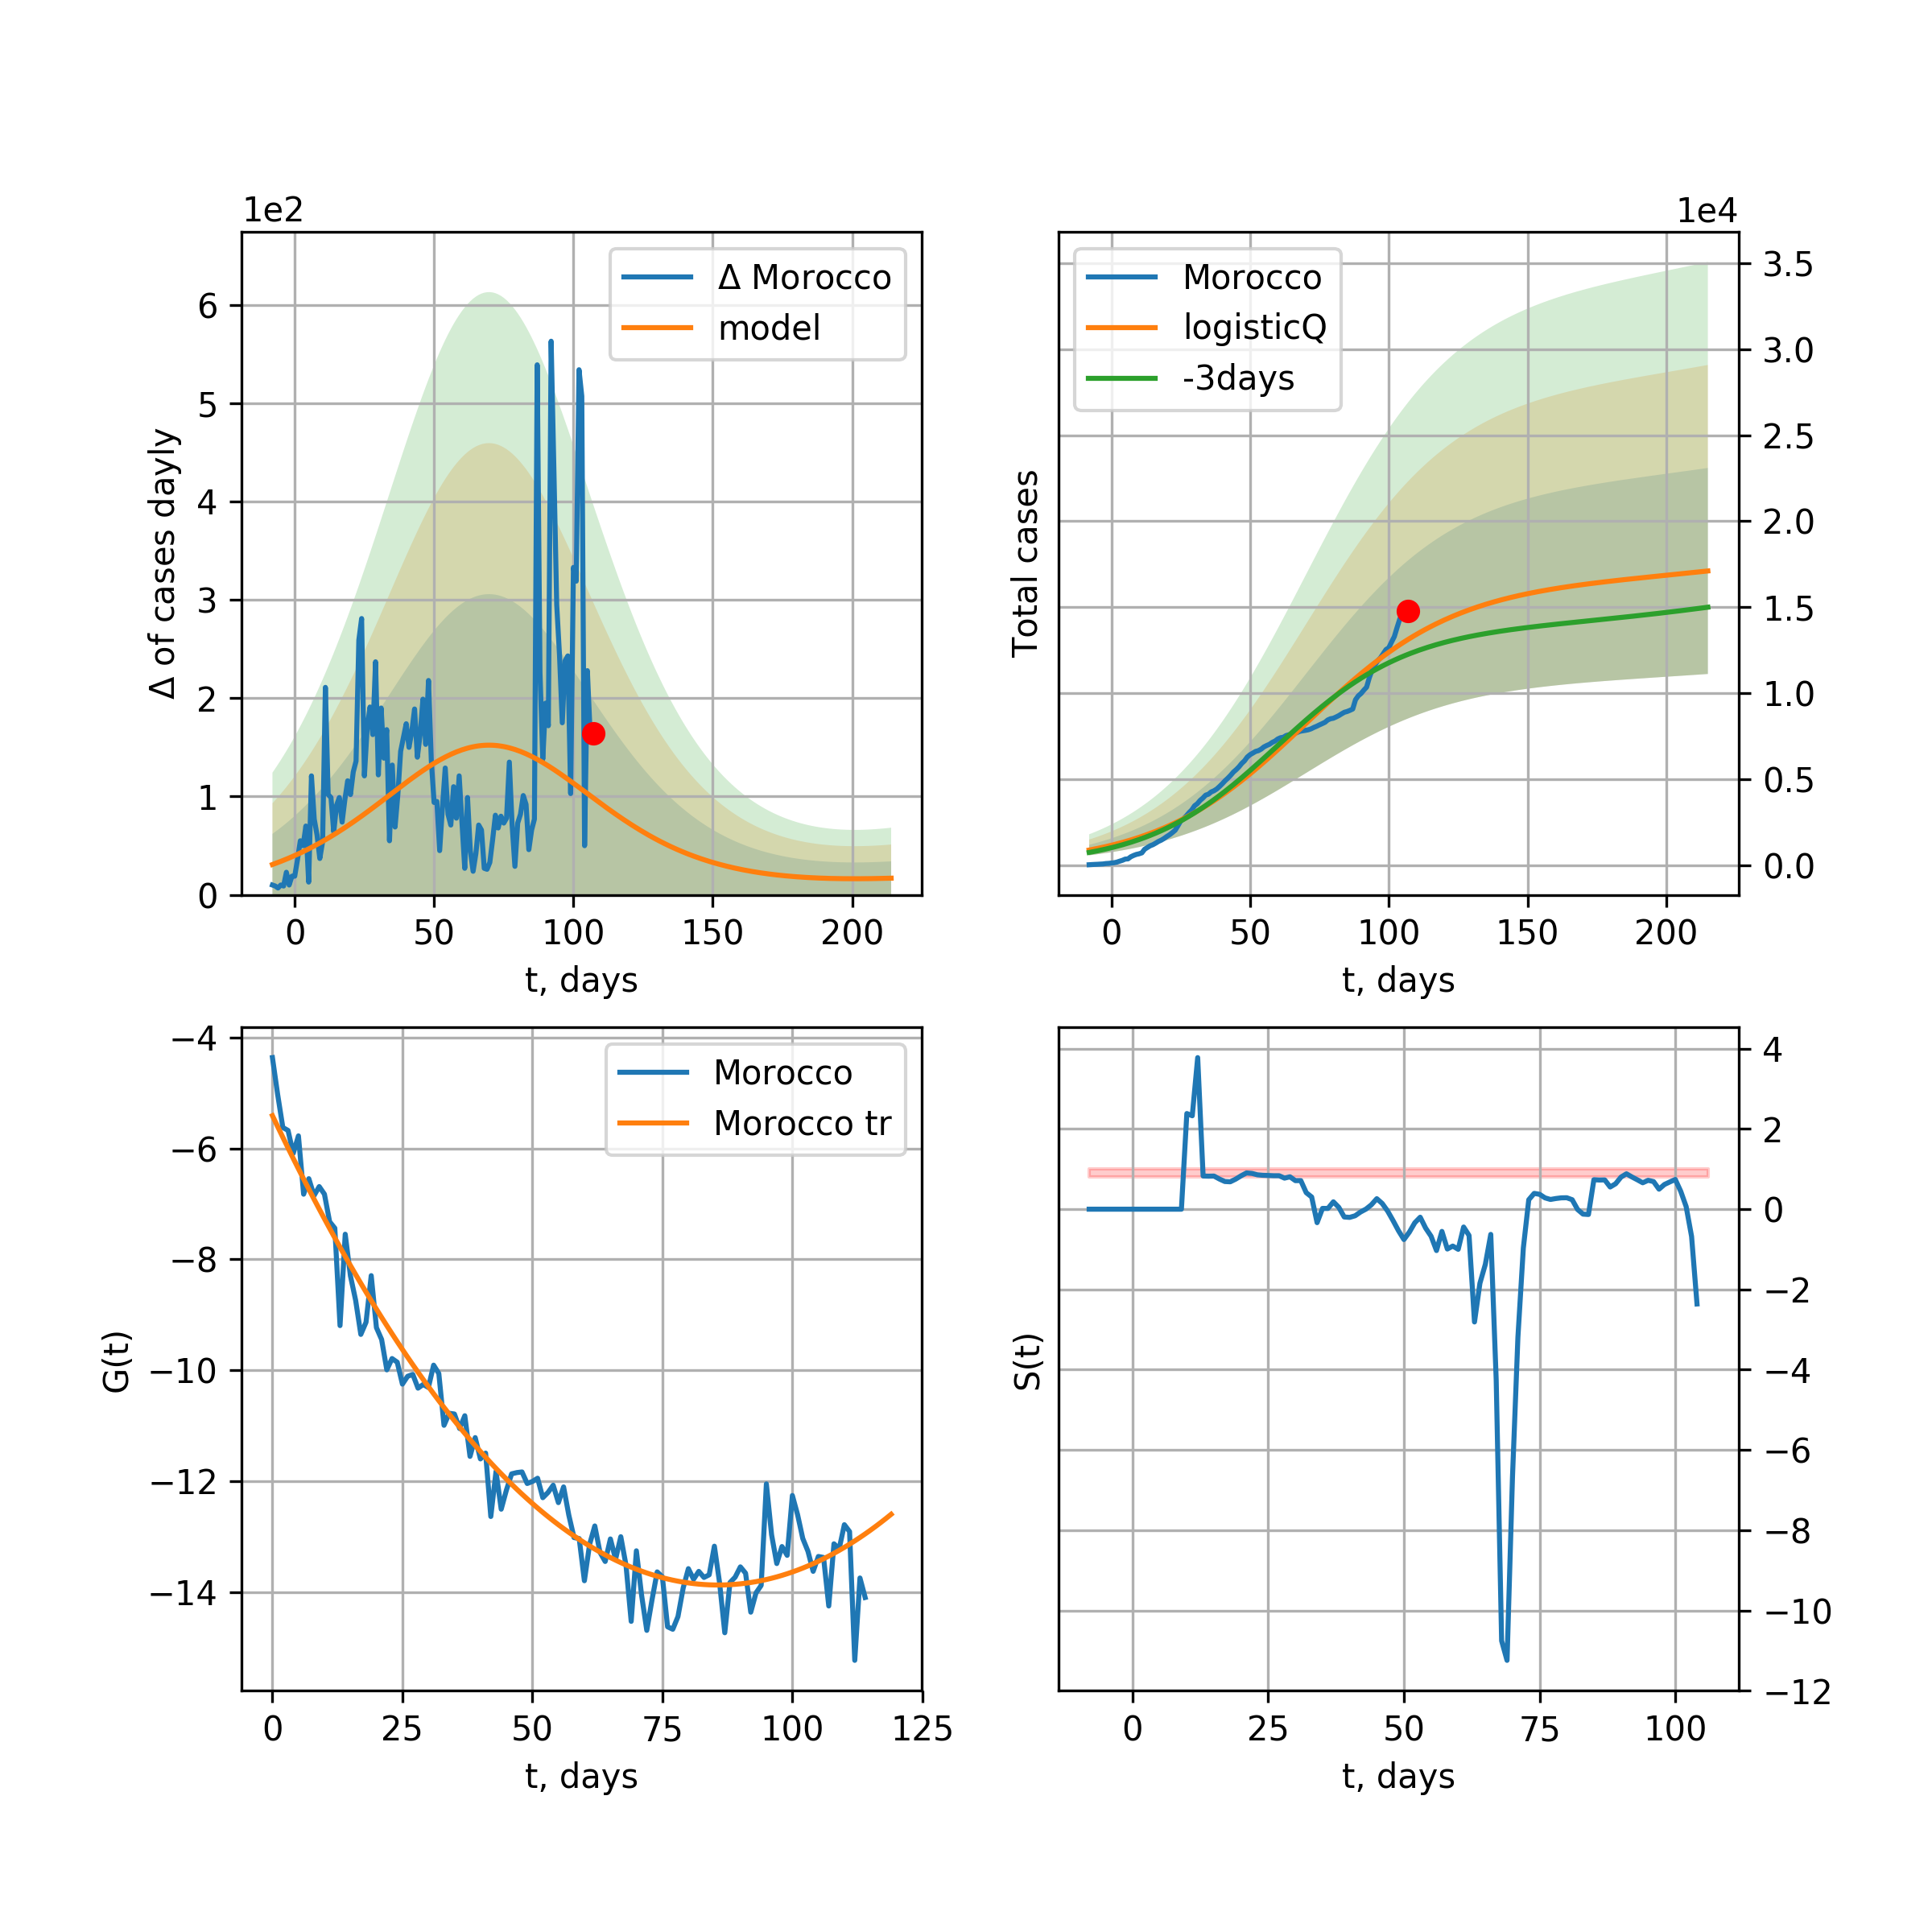 1e2
Δ of cases dayly
6
5
4
3
2
1
0
Δ Morocco
model
0 50 100 150 200
t, days
1e4
Total cases
Morocco
logisticQ
-3days
3.5
3.0
2.5
2.0
1.5
1.0
0.5
0.0
0 50 100 150 200
t, days
G(t)
−4
−6
−8
−10
−12
−14
Morocco
Morocco tr
0 25 50 75 100 125
t, days
S(t)
4
2
0
−2
−4
−6
−8
−10
−12
0 25 50 75 100
t, days